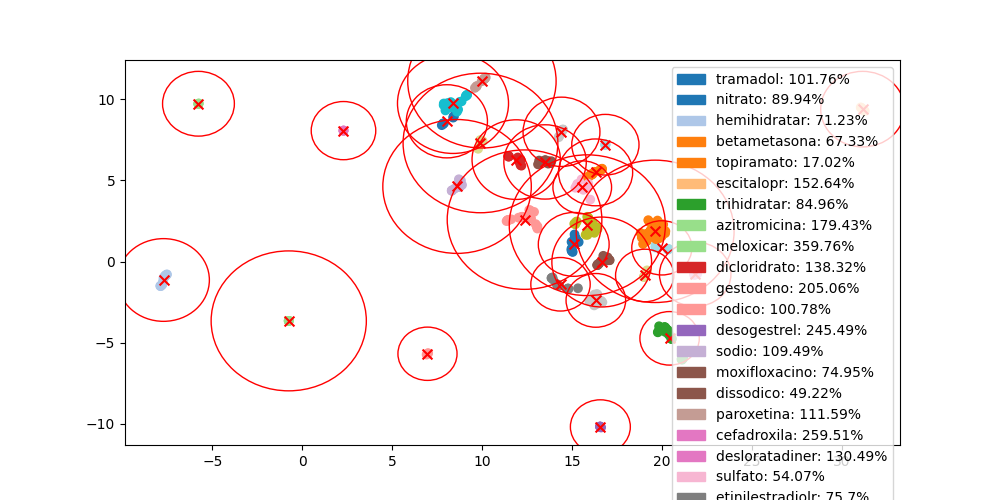 10
5
0
−5
−10
−5
0
5
10
15
20
25
30
tramadol: 101.76%
nitrato: 89.94%
hemihidratar: 71.23%
betametasona: 67.33%
topiramato: 17.02%
escitalopr: 152.64%
trihidratar: 84.96%
azitromicina: 179.43%
meloxicar: 359.76%
dicloridrato: 138.32%
gestodeno: 205.06%
sodico: 100.78%
desogestrel: 245.49%
sodio: 109.49%
moxifloxacino: 74.95%
dissodico: 49.22%
paroxetina: 111.59%
cefadroxila: 259.51%
desloratadiner: 130.49%
sulfato: 54.07%
etinilestradiolr: 75.7%